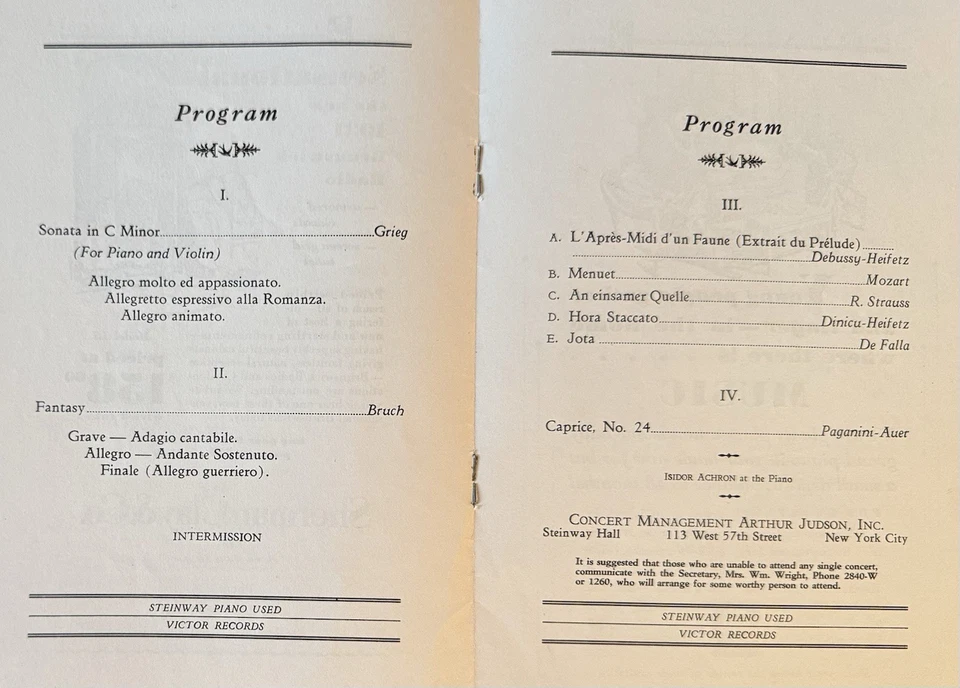 Program
I.
Sonata in C Minor........Grieg
(For Piano and Violin)
Allegro molto ed appassionato.
Allegretto espressivo alla Romanza.
Allegro animato.
II.
Fantasy........Bruch
Grave — Adagio cantabile.
Allegro — Andante Sostenuto.
Finale (Allegro guerriero).
INTERMISSION
STEINWAY PIANO USED
VICTOR RECORDS
Program
III.
A. L'Après-Midi d'un Faune (Extrait du Prélude)........
........Debussy-Heifetz
B. Menuet........Mozart
C. An einsamer Quelle........R. Strauss
D. Hora Staccato........Dinicu-Heifetz
E. Jota ........De Falla
IV.
Caprice, No. 24........Paganini-Auer
ISIDOR ACHRON at the Piano
CONCERT MANAGEMENT ARTHUR JUDSON, INC.
Steinway Hall 113 West 57th Street New York City
It is suggested that those who are unable to attend any single concert,
communicate with the Secretary, Mrs. Wm. Wright, Phone 2840-W
or 1260, who will arrange for some worthy person to attend.
STEINWAY PIANO USED
VICTOR RECORDS